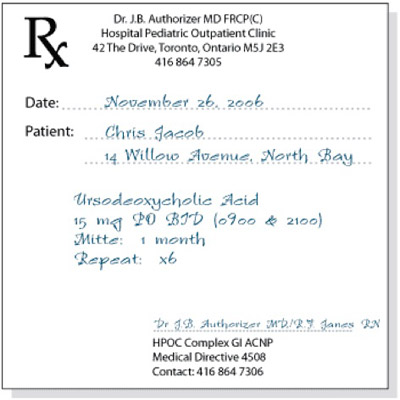 Rx
Dr. J.B. Authorizer MD FRCP(C)
Hospital Pediatric Outpatient Clinic
42 The Drive, Toronto, Ontario M5J 2E3
416 864 7305
Date: November 26, 2006
Patient: Chris Jacob
14 Willow Avenue, North Bay
Ursodeoxycholic Acid
15 mg PO BID (0900 & 2100)
Mitte: 1 month
Repeat: x6
Dr J.B. Authorizer MD/R.J. Janes RN
HPOC Complex GI ACNP
Medical Directive 4508
Contact: 416 864 7306